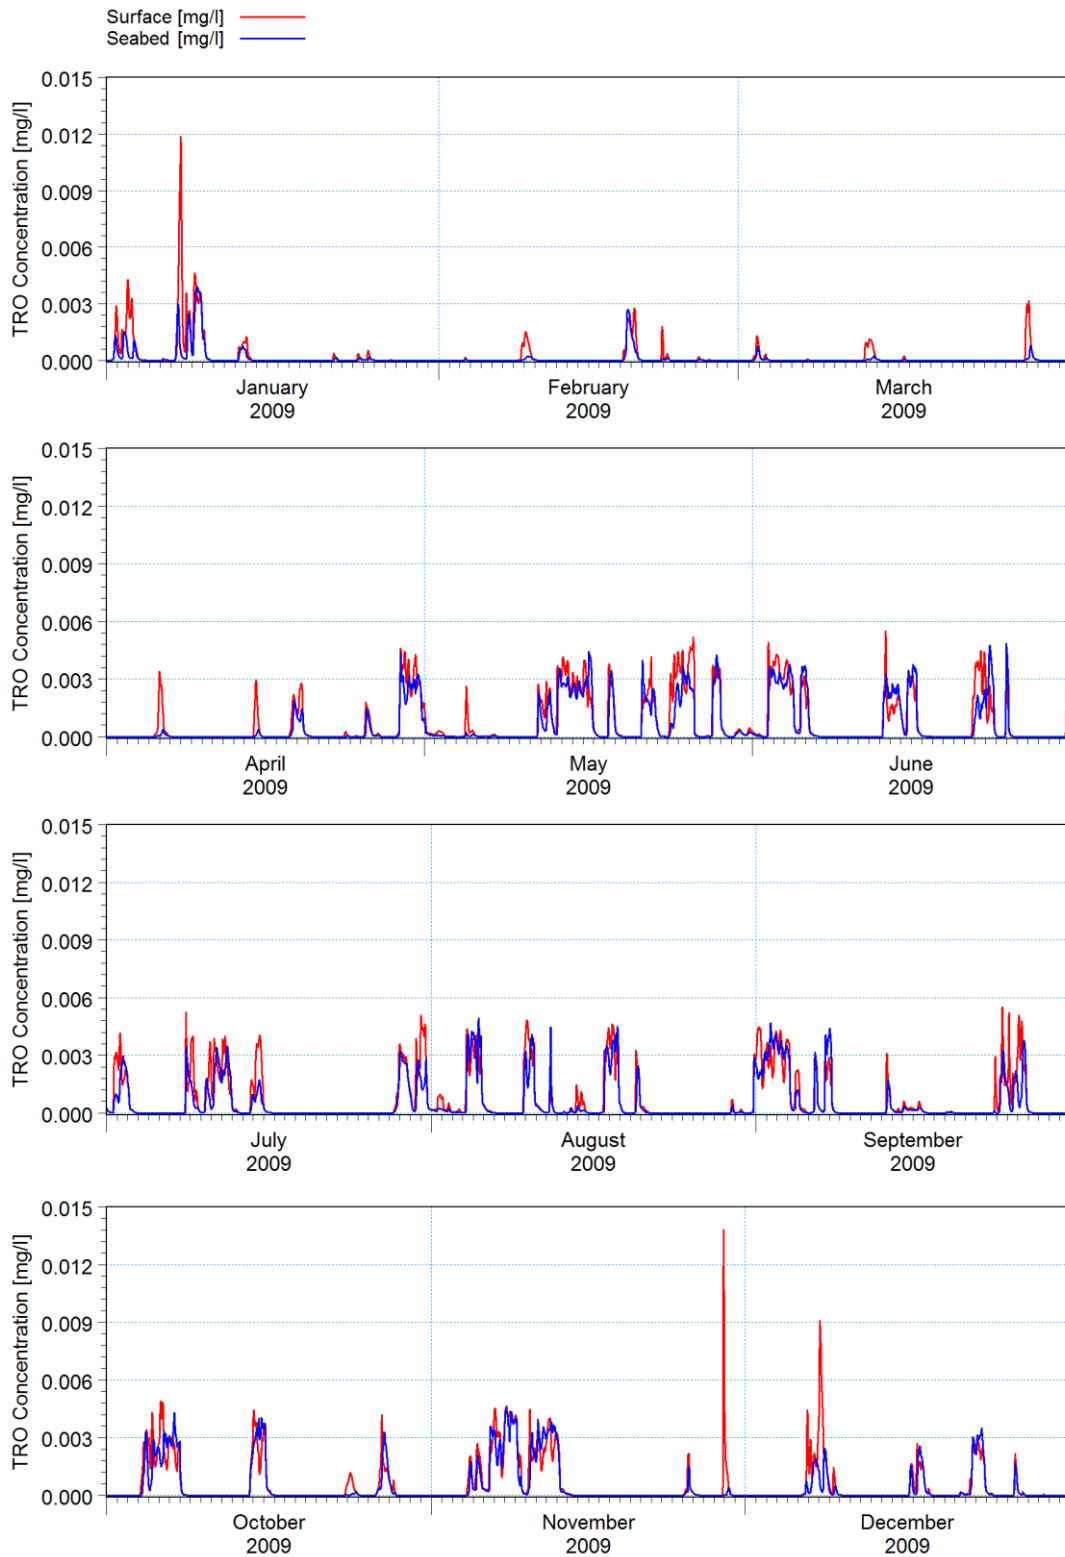 Surface [mg/l]
Seabed [mg/l]
TRO Concentration [mg/l]
0.015
0.012
0.009
0.006
0.003
0.000
January
2009
February
2009
March
2009
TRO Concentration [mg/l]
0.015
0.012
0.009
0.006
0.003
0.000
April
2009
May
2009
June
2009
TRO Concentration [mg/l]
0.015
0.012
0.009
0.006
0.003
0.000
July
2009
August
2009
September
2009
TRO Concentration [mg/l]
0.015
0.012
0.009
0.006
0.003
0.000
October
2009
November
2009
December
2009